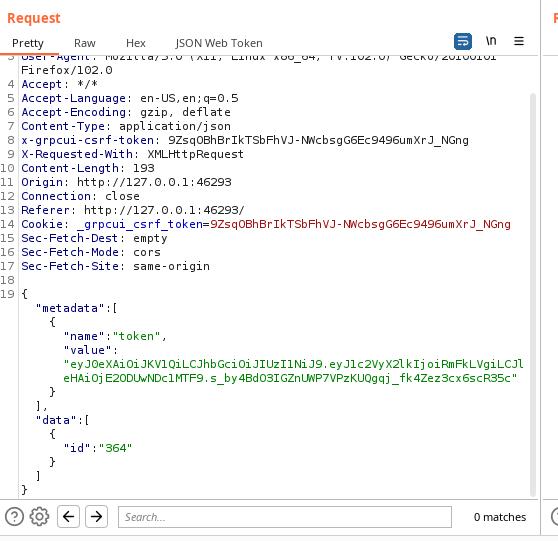 Request
Pretty Raw Hex JSON Web Token \n
3 User-Agent: Mozilla/5.0 (X11; Linux x86_64; rv:102.0) Gecko/20100101
Firefox/102.0
4 Accept: */*
5 Accept-Language: en-US,en;q=0.5
6 Accept-Encoding: gzip, deflate
7 Content-Type: application/json
8 x-grpcui-csrf-token: 9ZsqOBhBrIkTSbFhVJ-NWcbsgG6Ec9496umXrJ_NGng
9 X-Requested-With: XMLHttpRequest
10 Content-Length: 193
11 Origin: http://127.0.0.1:46293
12 Connection: close
13 Referer: http://127.0.0.1:46293/
14 Cookie: _grpcui_csrf_token=9ZsqOBhBrIkTSbFhVJ-NWcbsgG6Ec9496umXrJ_NGng
15 Sec-Fetch-Dest: empty
16 Sec-Fetch-Mode: cors
17 Sec-Fetch-Site: same-origin
18
19 {
"metadata":[
{
"name":"token",
"value":
"eyJ0eXAiOiJKV1QiLCJhbGciOiJIUzI1NiJ9.eyJ1c2VyX2lkIjoiRmFkLVgiLCJl
eHAiOjE2ODUwNDc1MTF9.s_by4BdO3IGZnUWP7VPzKUQgqj_fk4Zez3cx6scR35c"
}
],
"data":[
{
"id":"364"
}
]
}
Search...
0 matches